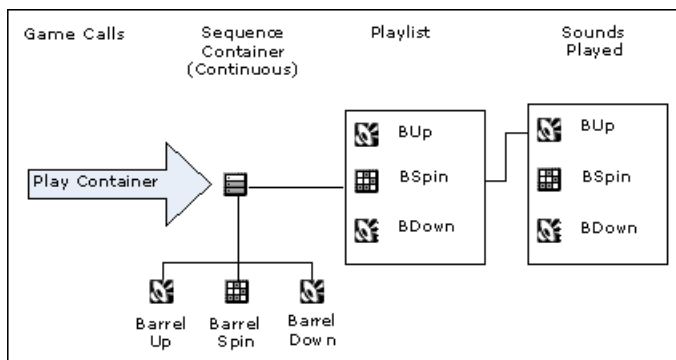 Game Calls
Sequence
Container
(Continuous)
Playlist
Sounds
Played
Play Container
BUp
BSpin
BDown
BUp
BSpin
BDown
Barrel
Up
Barrel
Spin
Barrel
Down